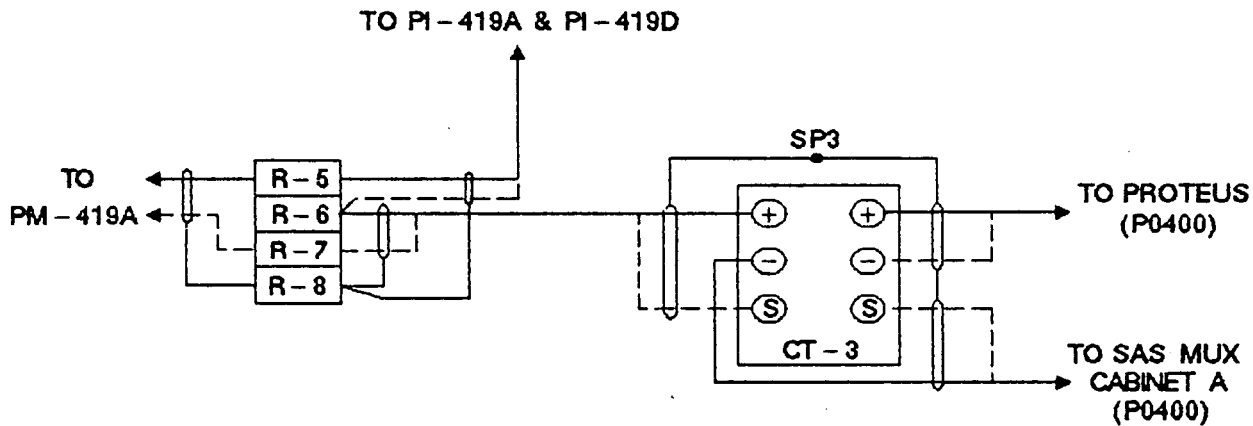 TO PI-419A & PI-419D
SP3
TO
PM-419A
R-5
R-6
R-7
R-8
+
+
-
-
S
S
CT-3
TO PROTEUS
(P0400)
TO SAS MUX
CABINET A
(P0400)